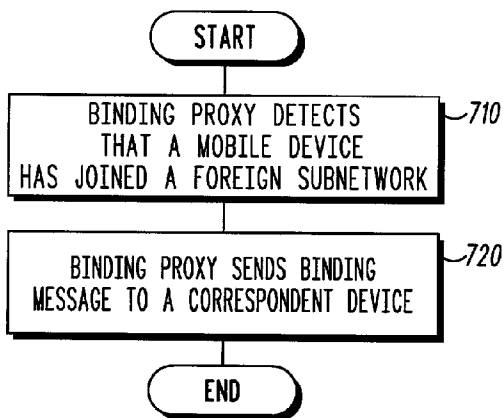 START
BINDING PROXY DETECTS
THAT A MOBILE DEVICE
HAS JOINED A FOREIGN SUBNETWORK
710
BINDING PROXY SENDS BINDING
MESSAGE TO A CORRESPONDENT DEVICE
720
END